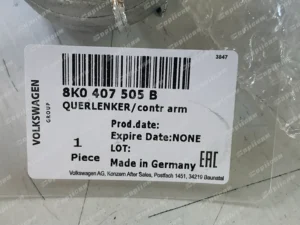 3847
VOLKSWAGEN
GROUP
8K0 407 505 B
QUERLENKER/contr arm
Prod.date:
Expire Date:NONE
LOT:
1
Piece
Made in Germany
EAC
Volkswagen AG, Konzern After Sales, Postfach 1451, 34219 Baunatal